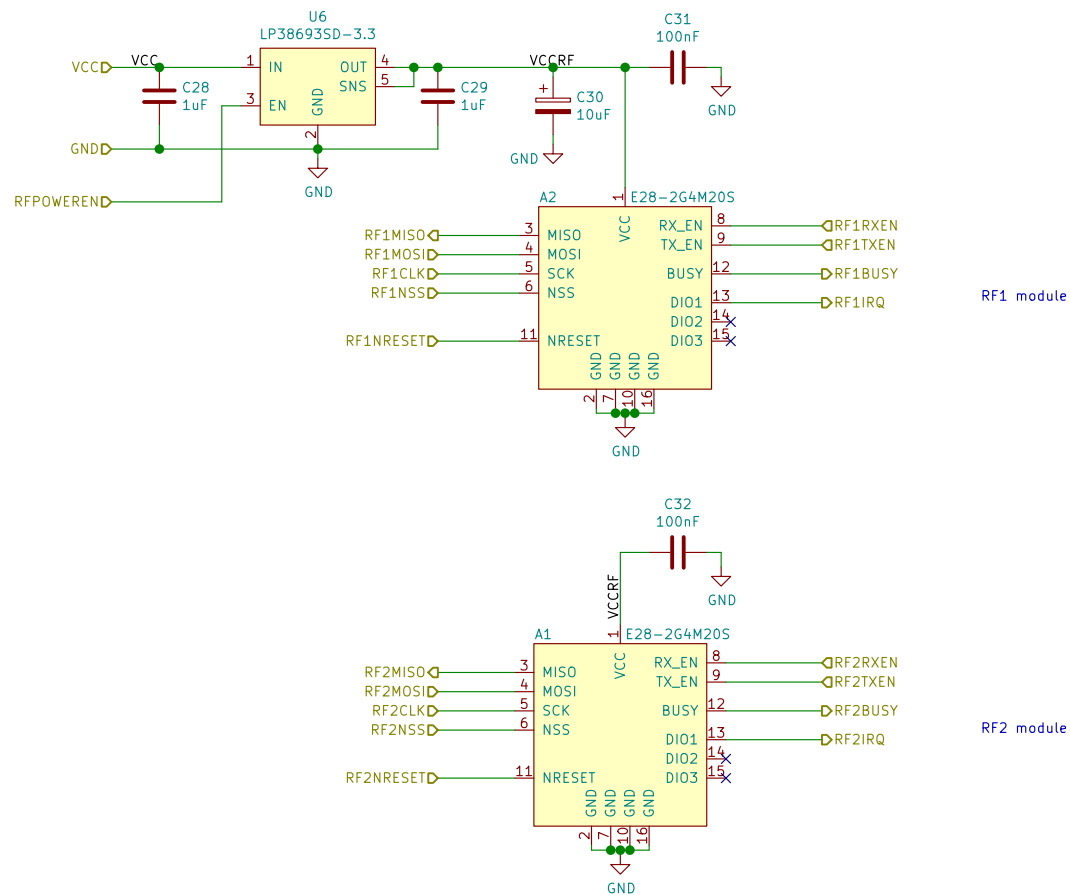 U6
LP38693SD-3.3
VCC
VCC
1
IN
OUT
4
SNS
5
3
EN
GND
2
C28
1uF
C29
1uF
VCCRF
C30
10uF
+
GND
C31
100nF
GND
GND
GND
RFPOWEREN
A2
E28-2G4M20S
1
VCC
RF1MISO
3
MISO
RF1MOSI
4
MOSI
RF1CLK
5
SCK
RF1NSS
6
NSS
RF1NRESET
11
NRESET
RX_EN
8
RF1RXEN
TX_EN
9
RF1TXEN
BUSY
12
RF1BUSY
DIO1
13
RF1IRQ
DIO2
14
DIO3
15
GND
GND
GND
GND
2
7
10
16
GND
RF1 module
C32
100nF
GND
VCCRF
A1
E28-2G4M20S
1
VCC
RF2MISO
3
MISO
RF2MOSI
4
MOSI
RF2CLK
5
SCK
RF2NSS
6
NSS
RF2NRESET
11
NRESET
RX_EN
8
RF2RXEN
TX_EN
9
RF2TXEN
BUSY
12
RF2BUSY
DIO1
13
RF2IRQ
DIO2
14
DIO3
15
GND
GND
GND
GND
2
7
10
16
GND
RF2 module